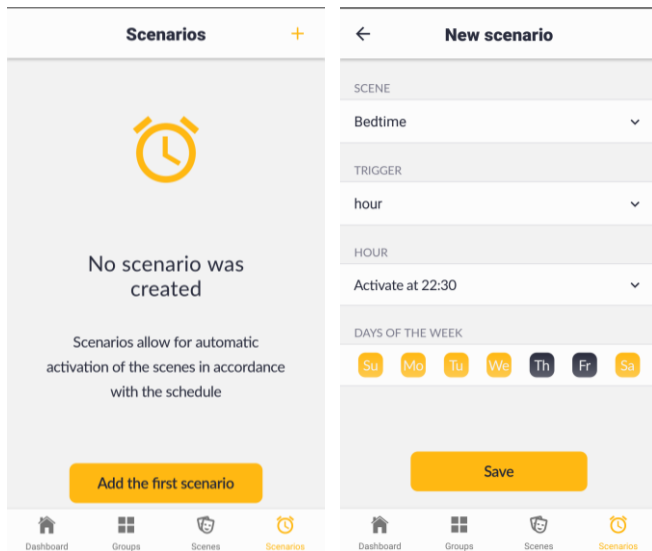 Scenarios
+
No scenario was
created
Scenarios allow for automatic
activation of the scenes in accordance
with the schedule
Add the first scenario
Dashboard
Groups
Scenes
Scenarios
New scenario
SCENE
Bedtime
TRIGGER
hour
HOUR
Activate at 22:30
DAYS OF THE WEEK
Su Mo Tu We Th Fr Sa
Save
Dashboard
Groups
Scenes
Scenarios